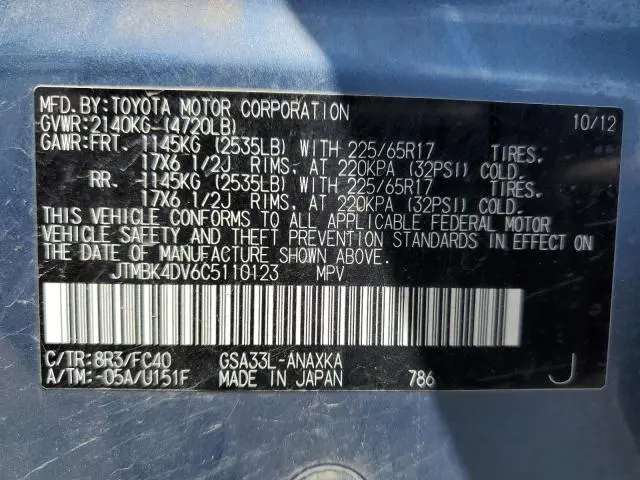 MFD.BY:TOYOTA MOTOR CORPORATION 10/12
GVWR:2140KG (4720LB)
GAWR:FRT. 1145KG (2535LB) WITH 225/65R17 TIRES.
17X6 1/2J RIMS, AT 220KPA (32PSI) COLD.
RR. 1145KG (2535LB) WITH 225/65R17 TIRES.
17X6 1/2J RIMS, AT 220KPA (32PSI) COLD.
THIS VEHICLE CONFORMS TO ALL APPLICABLE FEDERAL MOTOR
VEHICLE SAFETY AND THEFT PREVENTION STANDARDS IN EFFECT ON
THE DATE OF MANUFACTURE SHOWN ABOVE.
JTMBK4DV6C5110123 MPV
C/TR:8R3/FC40 GSA33L-ANAXKA
A/TM:-05A/U151F MADE IN JAPAN 786 J